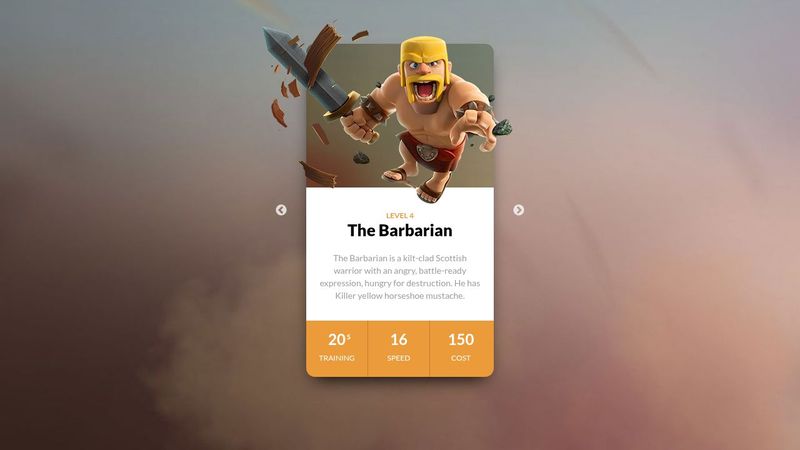 LEVEL 4
The Barbarian
The Barbarian is a kilt-clad Scottish
warrior with an angry, battle-ready
expression, hungry for destruction. He has
Killer yellow horseshoe mustache.
20S 16 150
TRAINING SPEED COST